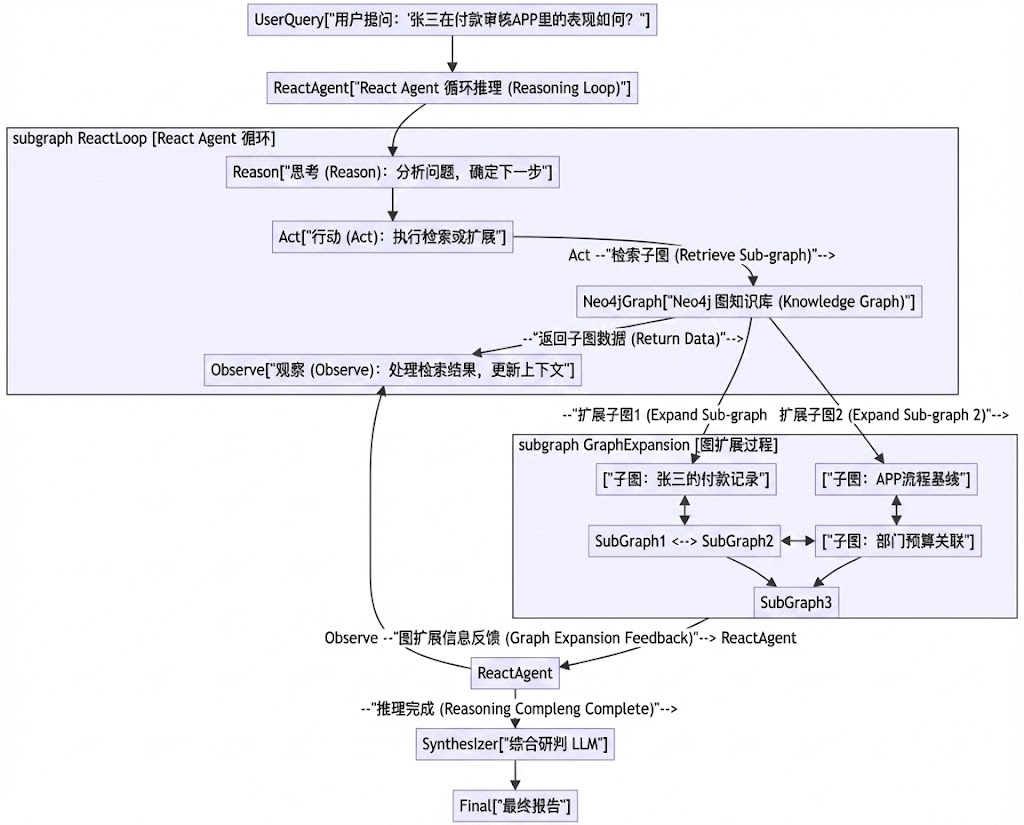 UserQuery["用户提问："张三在付款审核APP里的表现如何？"]
ReactAgent["React Agent 循环推理 (Reasoning Loop)"]
subgraph ReactLoop [React Agent 循环]
Reason["思考 (Reason)：分析问题，确定下一步"]
Act["行动 (Act)：执行检索或扩展"]
Act --"检索子图 (Retrieve Sub-graph)"-->
Neo4jGraph["Neo4j 图知识库 (Knowledge Graph)"]
--"返回子图数据 (Return Data)"-->
Observe["观察 (Observe)：处理检索结果，更新上下文"]
--"扩展子图1 (Expand Sub-graph 扩展子图2 (Expand Sub-graph 2)"-->
subgraph GraphExpansion [图扩展过程]
["子图：张三的付款记录"]
["子图：APP流程基线"]
SubGraph1 <--> SubGraph2
["子图：部门预算关联"]
SubGraph3
Observe --"图扩展信息反馈 (Graph Expansion Feedback)"--> ReactAgent
ReactAgent
--"推理完成 (Reasoning Compleng Complete)"-->
Synthesizer["综合研判 LLM"]
Final["最终报告"]